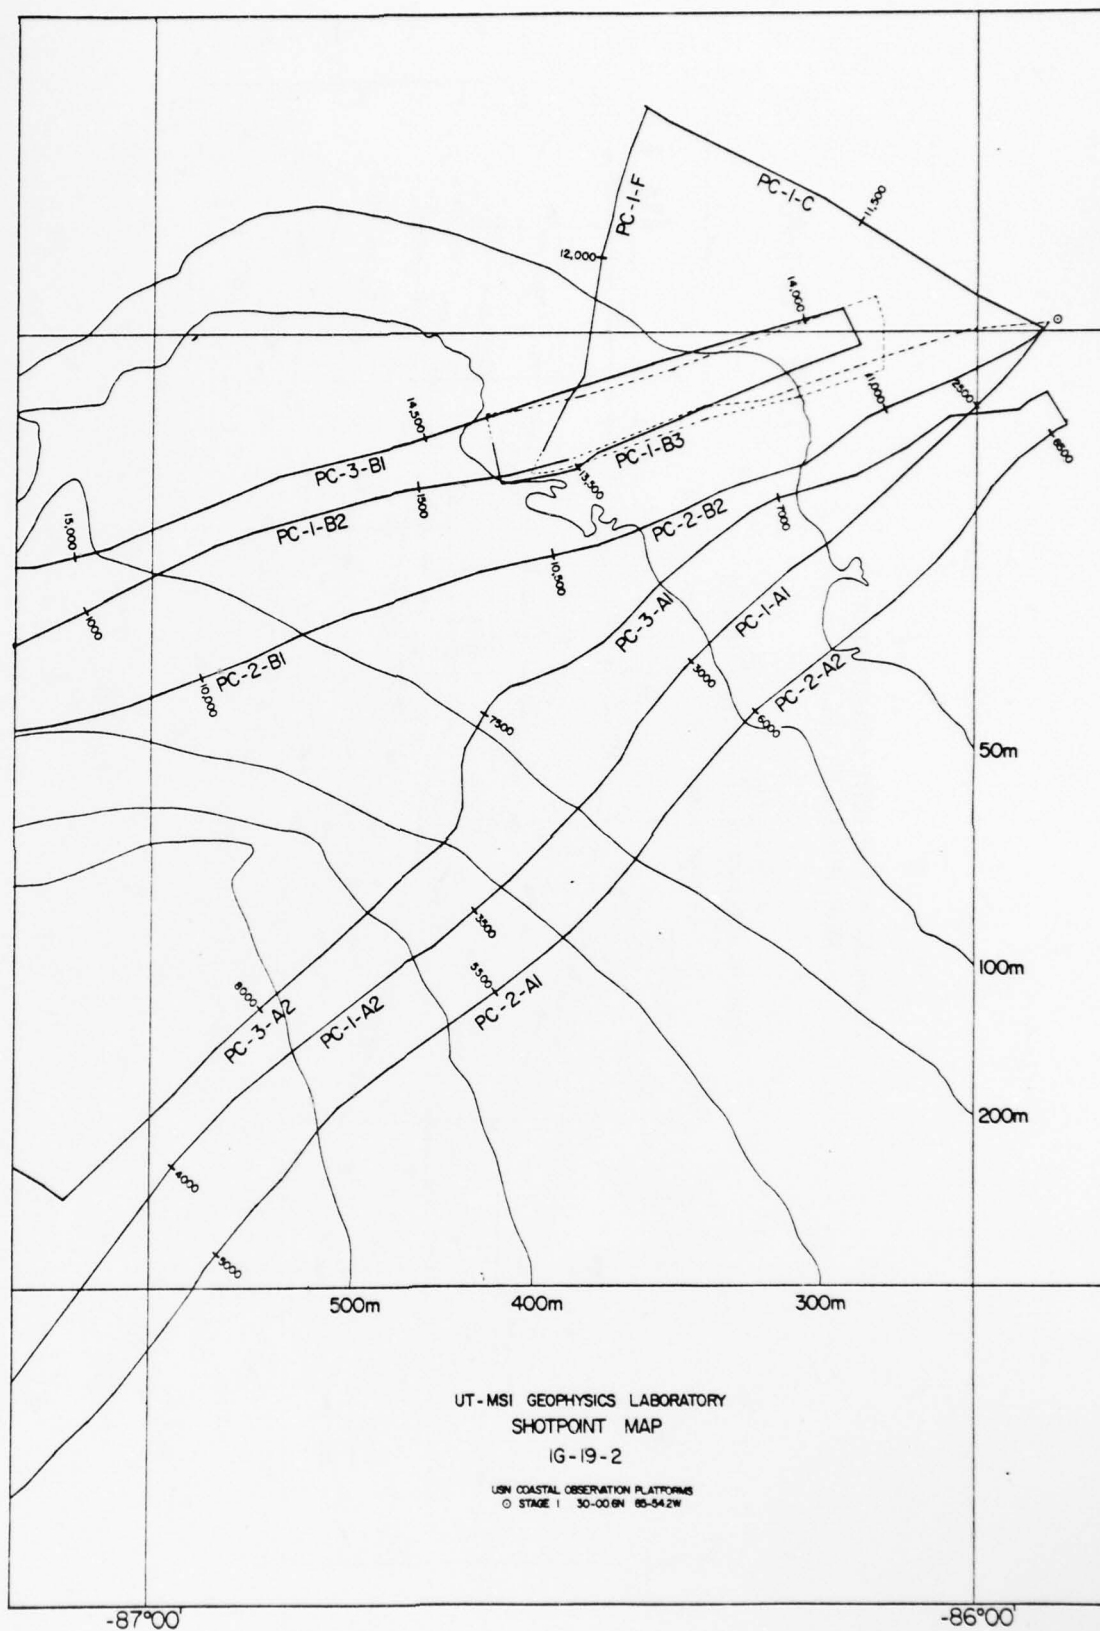 PC-1-C
11,500
PC-1-F
12,000
14,000
11,000
2500
6500
14,500
PC-3-B1
PC-1-B3
13,500
1500
PC-1-B2
PC-2-B2
7000
15,000
10,500
1000
PC-3-A1
PC-1-A1
3000
PC-2-B1
10,000
PC-2-A2
6000
7500
50m
3500
100m
5500
PC-2-A1
8000
PC-3-A2
PC-1-A2
200m
4000
5000
500m
400m
300m
UT-MSI GEOPHYSICS LABORATORY
SHOTPOINT MAP
IG-19-2
USN COASTAL OBSERVATION PLATFORMS
⊙ STAGE I 30-00.6N 85-54.2W
-87°00'
-86°00'